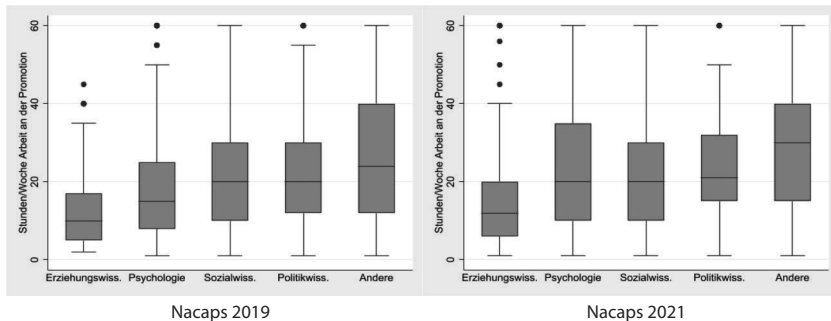 Stunden/Woche Arbeit an der Promotion
60
40
20
0
Erziehungswiss. Psychologie Sozialwiss. Politikwiss. Andere
Nacaps 2019
Stunden/Woche Arbeit an der Promotion
60
40
20
0
Erziehungswiss. Psychologie Sozialwiss. Politikwiss. Andere
Nacaps 2021